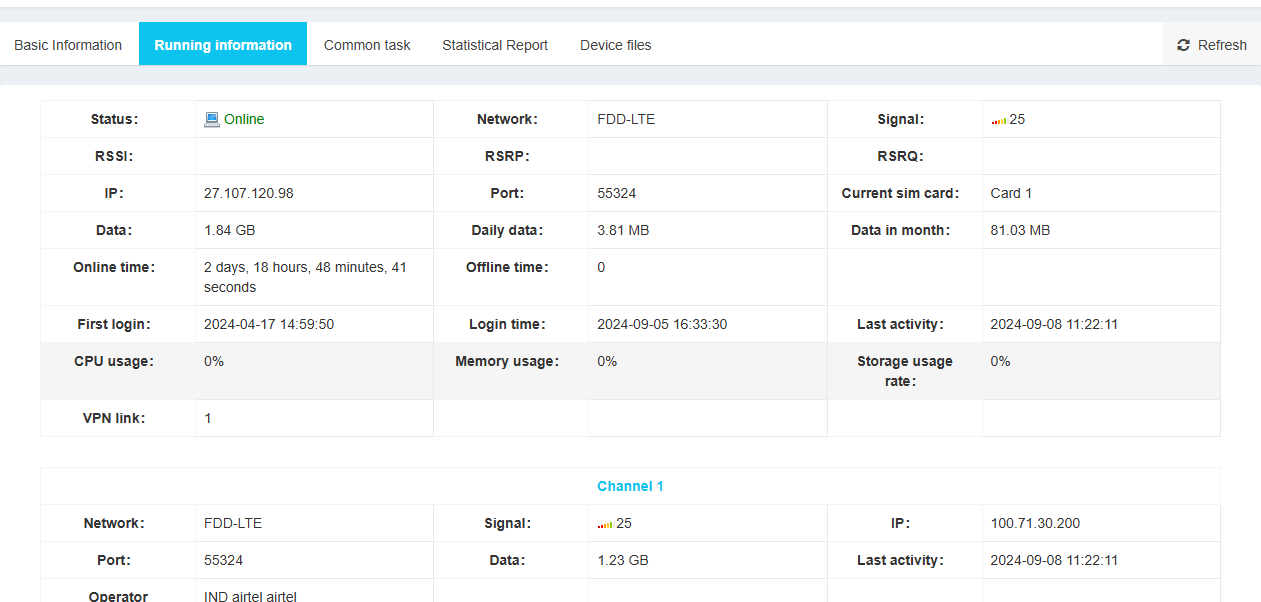 Basic Information Running information Common task Statistical Report Device files Refresh
Status: Online Network: FDD-LTE Signal: 25
RSSI: RSRP: RSRQ:
IP: 27.107.120.98 Port: 55324 Current sim card: Card 1
Data: 1.84 GB Daily data: 3.81 MB Data in month: 81.03 MB
Online time: 2 days, 18 hours, 48 minutes, 41 Offline time: 0
seconds
First login: 2024-04-17 14:59:50 Login time: 2024-09-05 16:33:30 Last activity: 2024-09-08 11:22:11
CPU usage: 0% Memory usage: 0% Storage usage 0%
rate:
VPN link: 1
Channel 1
Network: FDD-LTE Signal: 25 IP: 100.71.30.200
Port: 55324 Data: 1.23 GB Last activity: 2024-09-08 11:22:11
Operator IND airtel airtel